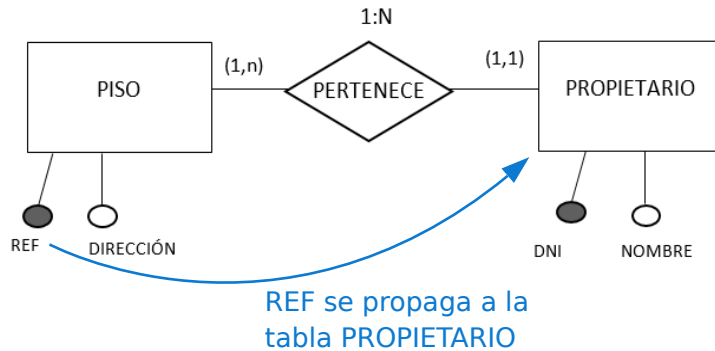 1:N
(1,n)
(1,1)
PISO
PERTENECE
PROPIETARIO
REF
DIRECCIÓN
DNI
NOMBRE
REF se propaga a la
tabla PROPIETARIO